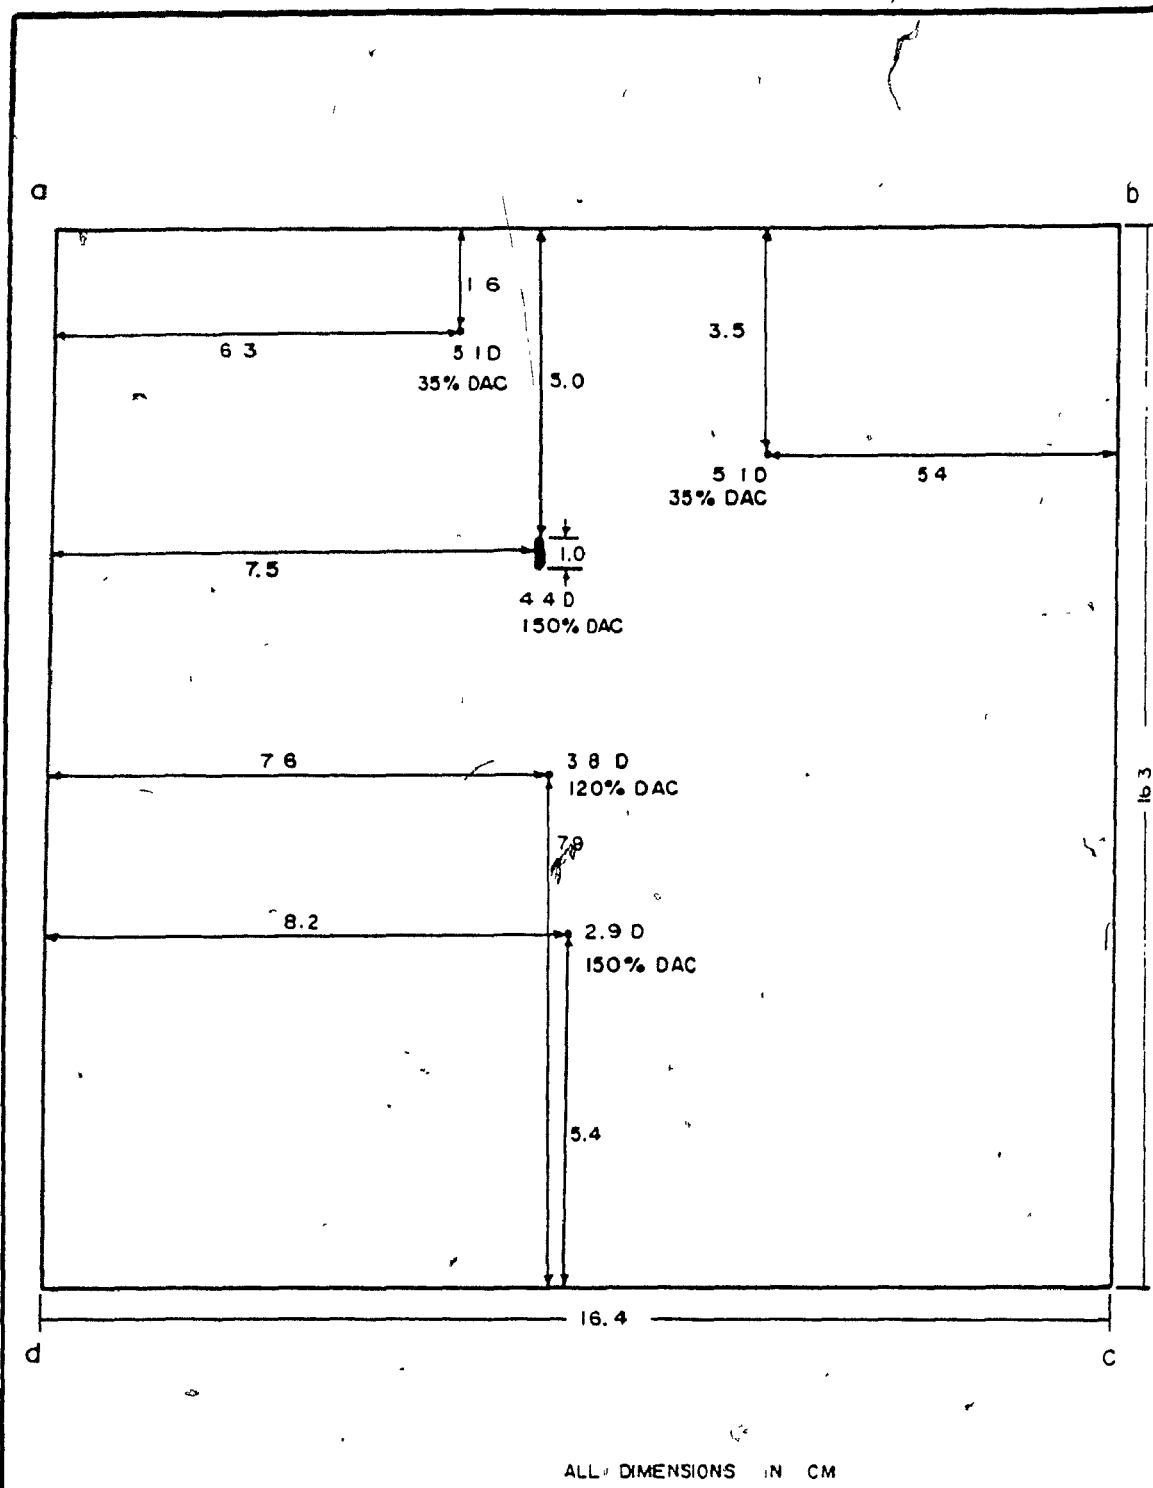 a
b
1 6
6 3
5 1 D
35% DAC
5.0
3.5
5 1 D
35% DAC
5 4
7.5
1.0
4 4 D
150% DAC
7 6
3 8 D
120% DAC
16 3
8.2
2.9 D
150% DAC
5.4
16.4
d
c
ALL DIMENSIONS IN CM